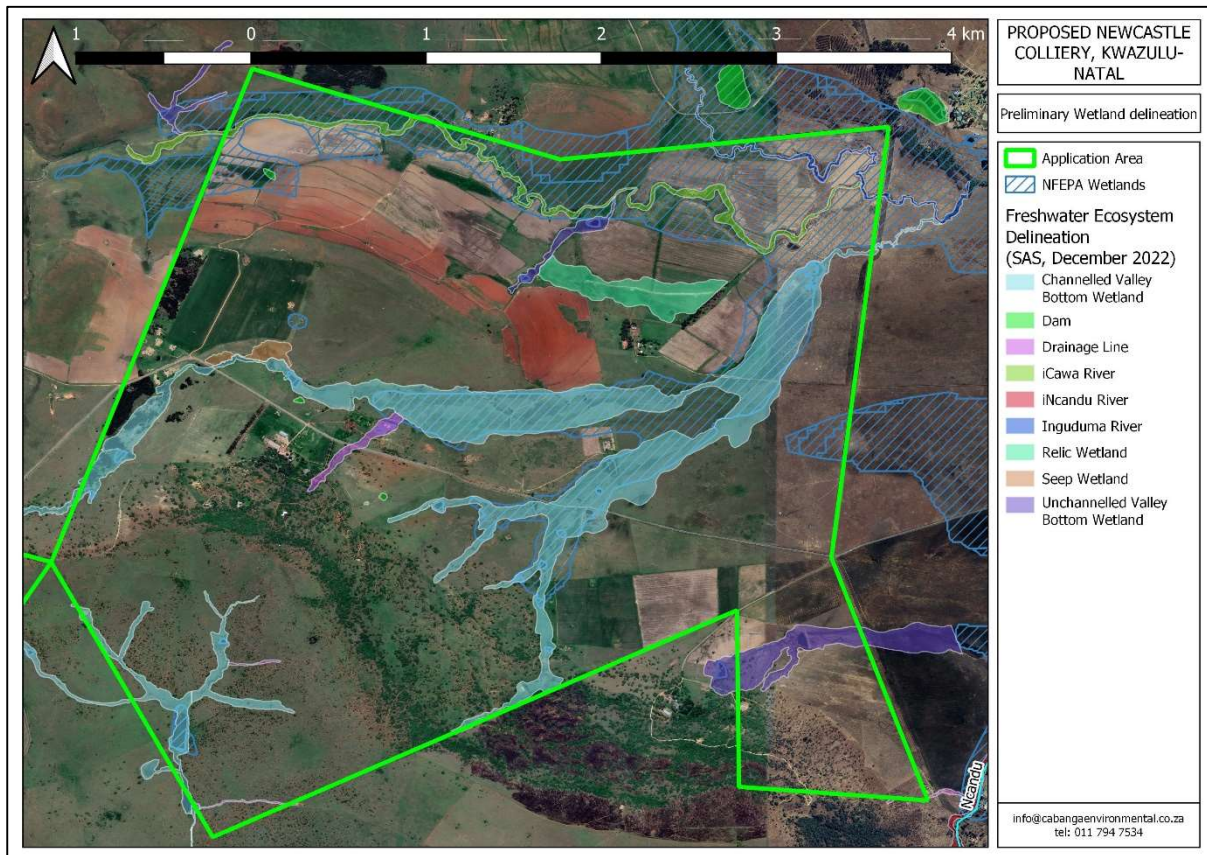 1 0 1 2 3 4 km
PROPOSED NEWCASTLE
COLLIERY, KWAZULU-
NATAL
Preliminary Wetland delineation
Application Area
NFEPA Wetlands
Freshwater Ecosystem
Delineation
(SAS, December 2022)
Channelled Valley
Bottom Wetland
Dam
Drainage Line
iCawa River
iNcandu River
Inguduma River
Relic Wetland
Seep Wetland
Unchannelled Valley
Bottom Wetland
Ncandu
info@cabangaenvironmental.co.za
tel: 011 794 7534